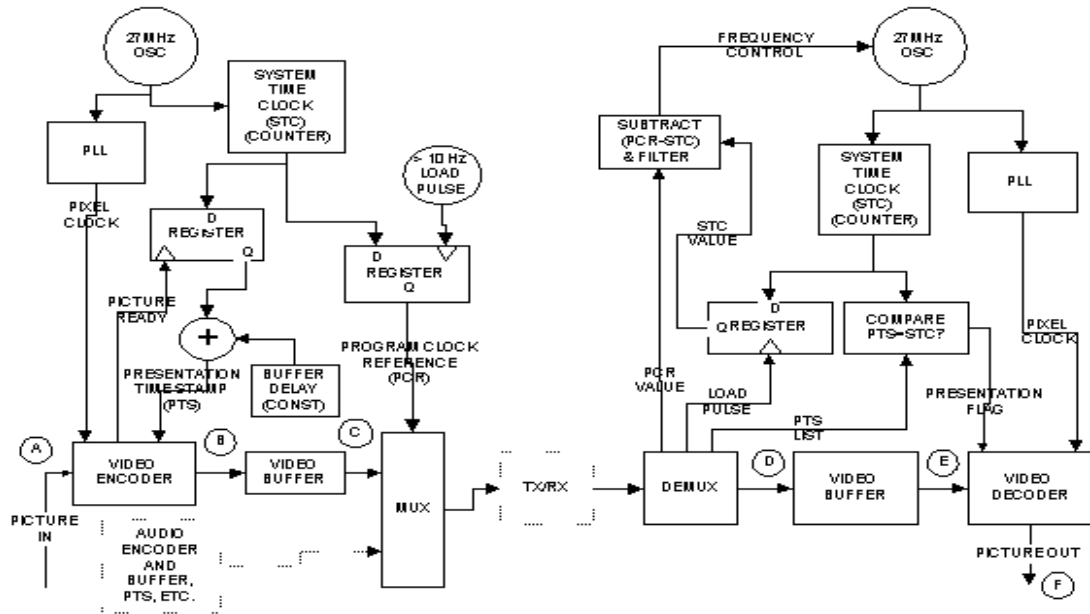 27MHz
OSC
SYSTEM
TIME
CLOCK
(STC)
(COUNTER)
PLL
> 10 Hz
LOAD
PULSE
PIXEL
CLOCK
D
REGISTER
Q
D
REGISTER
Q
PICTURE
READY
+
PROGRAM CLOCK
REFERENCE
(PCR)
PRESENTATION
TIMESTAMP
(PTS)
BUFFER
DELAY
(CONST)
A
VIDEO
ENCODER
B
VIDEO
BUFFER
C
MUX
PICTURE
IN
AUDIO
ENCODER
AND
BUFFER,
PTS, ETC.
TX/RX
FREQUENCY
CONTROL
27MHz
OSC
SUBTRACT
(PCR-STC)
& FILTER
SYSTEM
TIME
CLOCK
(STC)
(COUNTER)
PLL
STC
VALUE
D
Q REGISTER
COMPARE
PTS=STC?
PIXEL
CLOCK
PCR
VALUE
LOAD
PULSE
PTS
LIST
PRESENTATION
FLAG
DEMUX
D
VIDEO
BUFFER
E
VIDEO
DECODER
PICTURE OUT
F